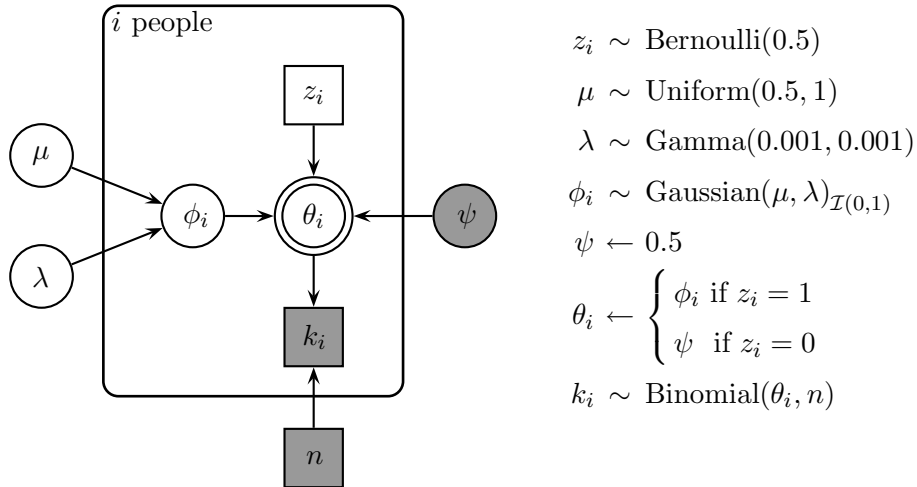 i people
z_i
μ
ϕ_i
θ_i
ψ
λ
k_i
n
z_i ∼ Bernoulli(0.5)
μ ∼ Uniform(0.5, 1)
λ ∼ Gamma(0.001, 0.001)
ϕ_i ∼ Gaussian(μ, λ)_{I(0,1)}
ψ ← 0.5
θ_i ← { ϕ_i if z_i = 1
ψ if z_i = 0
k_i ∼ Binomial(θ_i, n)